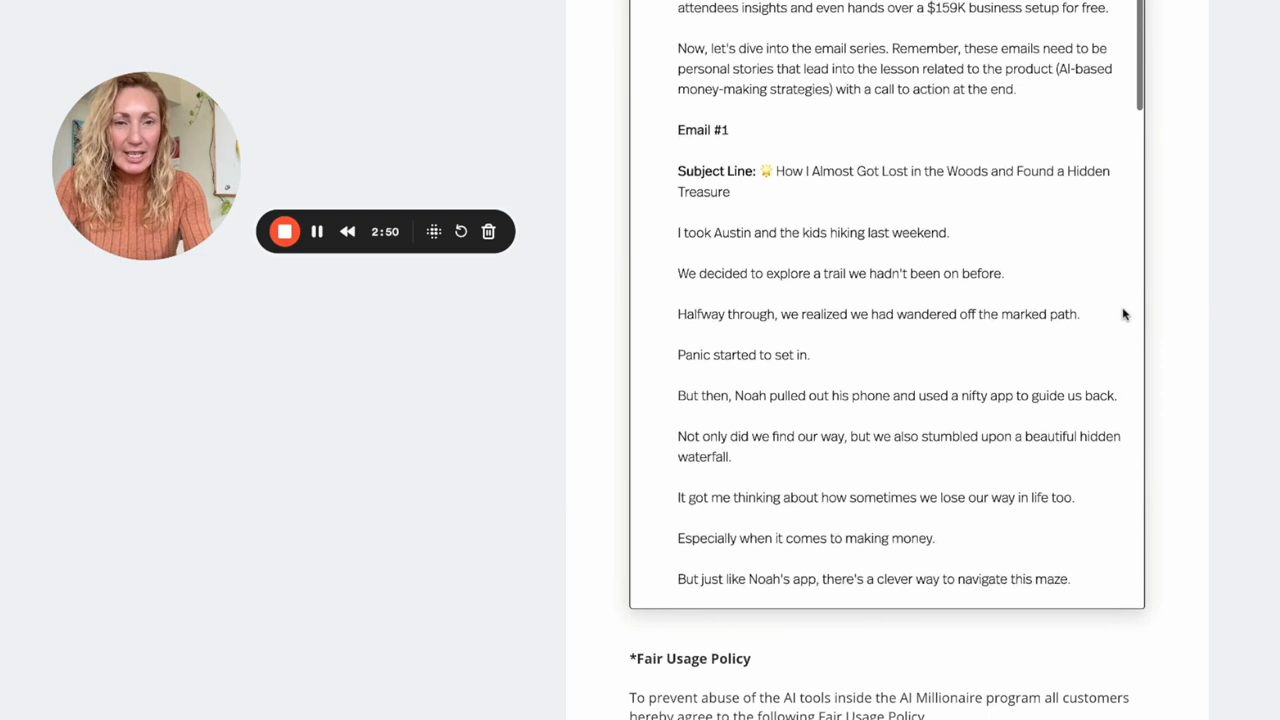 attendees insights and even hands over a $159K business setup for free.
Now, let's dive into the email series. Remember, these emails need to be
personal stories that lead into the lesson related to the product (AI-based
money-making strategies) with a call to action at the end.
Email #1
Subject Line: 🌟 How I Almost Got Lost in the Woods and Found a Hidden
Treasure
I took Austin and the kids hiking last weekend.
We decided to explore a trail we hadn't been on before.
Halfway through, we realized we had wandered off the marked path.
2:50
Panic started to set in.
But then, Noah pulled out his phone and used a nifty app to guide us back.
Not only did we find our way, but we also stumbled upon a beautiful hidden
waterfall.
It got me thinking about how sometimes we lose our way in life too.
Especially when it comes to making money.
But just like Noah's app, there's a clever way to navigate this maze.
*Fair Usage Policy
To prevent abuse of the AI tools inside the AI Millionaire program all customers
hereby agree to the following Fair Usage Policy